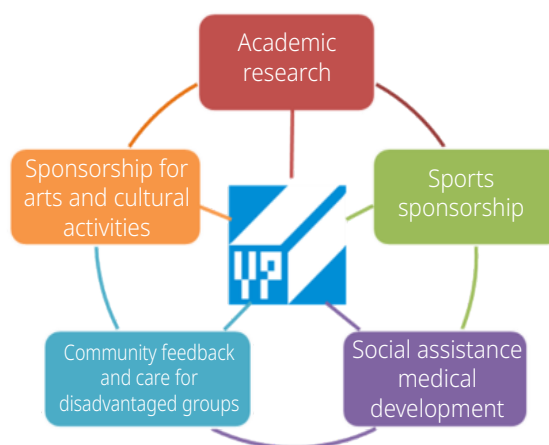 Academic
research
Sponsorship for
arts and cultural
activities
Sports
sponsorship
YP
Community feedback
and care for
disadvantaged groups
Social assistance
medical
development